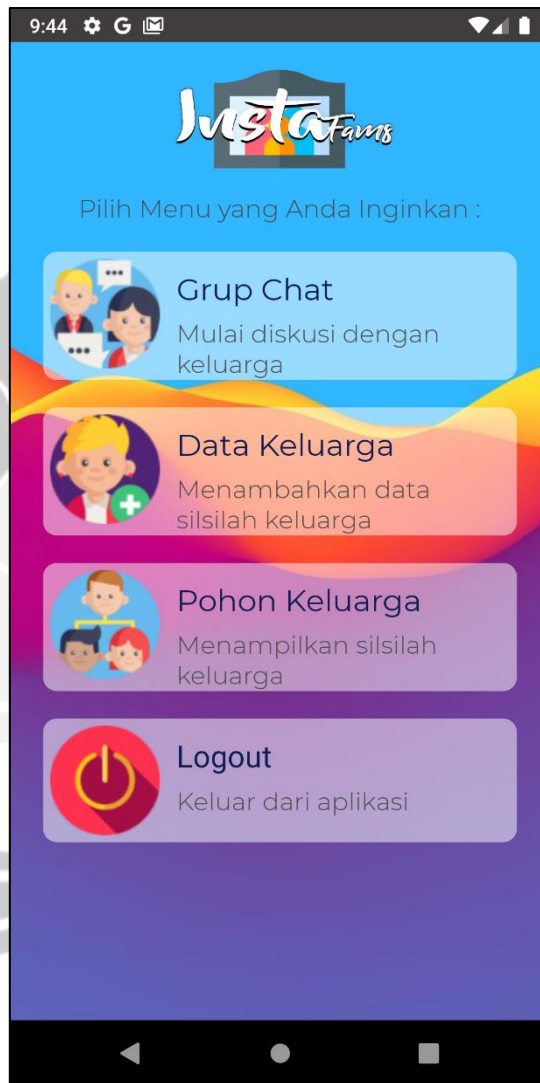 9:44 G M
InstaFams
Pilih Menu yang Anda Inginkan :
Grup Chat
Mulai diskusi dengan
keluarga
Data Keluarga
Menambahkan data
silsilah keluarga
Pohon Keluarga
Menampilkan silsilah
keluarga
Logout
Keluar dari aplikasi